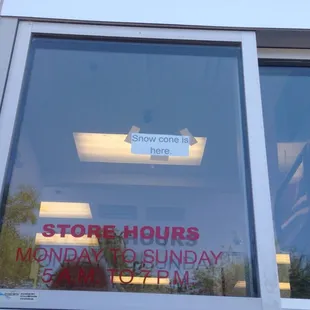 Snow cone is
here.
STORE HOURS
MONDAY TO SUNDAY
5 A.M TO 7 P.M